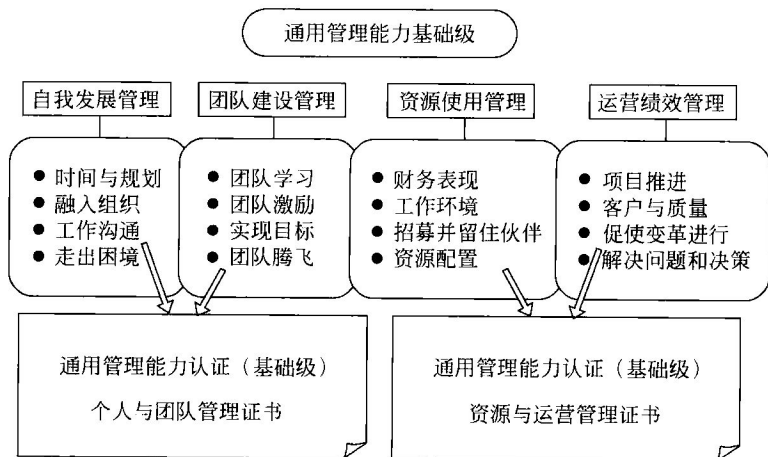 通用管理能力基础级
自我发展管理
团队建设管理
资源使用管理
运营绩效管理
● 时间与规划
● 融入组织
● 工作沟通
● 走出困境
● 团队学习
● 团队激励
● 实现目标
● 团队腾飞
● 财务表现
● 工作环境
● 招募并留住伙伴
● 资源配置
● 项目推进
● 客户与质量
● 促使变革进行
● 解决问题和决策
通用管理能力认证（基础级）
个人与团队管理证书
通用管理能力认证（基础级）
资源与运营管理证书